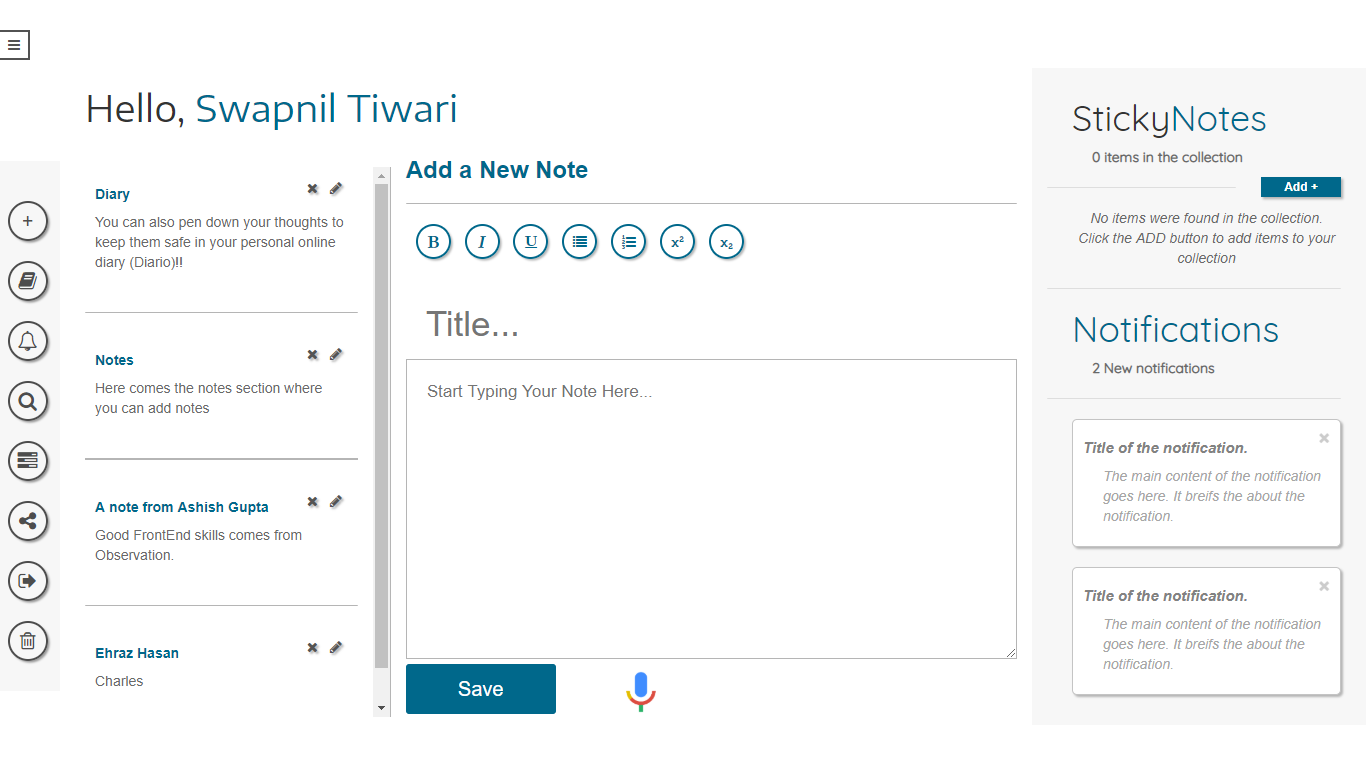 Hello, Swapnil Tiwari
Diary
You can also pen down your thoughts to
keep them safe in your personal online
diary (Diario)!!
Notes
Here comes the notes section where
you can add notes
A note from Ashish Gupta
Good FrontEnd skills comes from
Observation.
Ehraz Hasan
Charles
Add a New Note
B I U x² x₂
Title...
Start Typing Your Note Here...
Save
StickyNotes
0 items in the collection
Add +
No items were found in the collection.
Click the ADD button to add items to your
collection
Notifications
2 New notifications
Title of the notification.
The main content of the notification
goes here. It breifs the about the
notification.
Title of the notification.
The main content of the notification
goes here. It breifs the about the
notification.